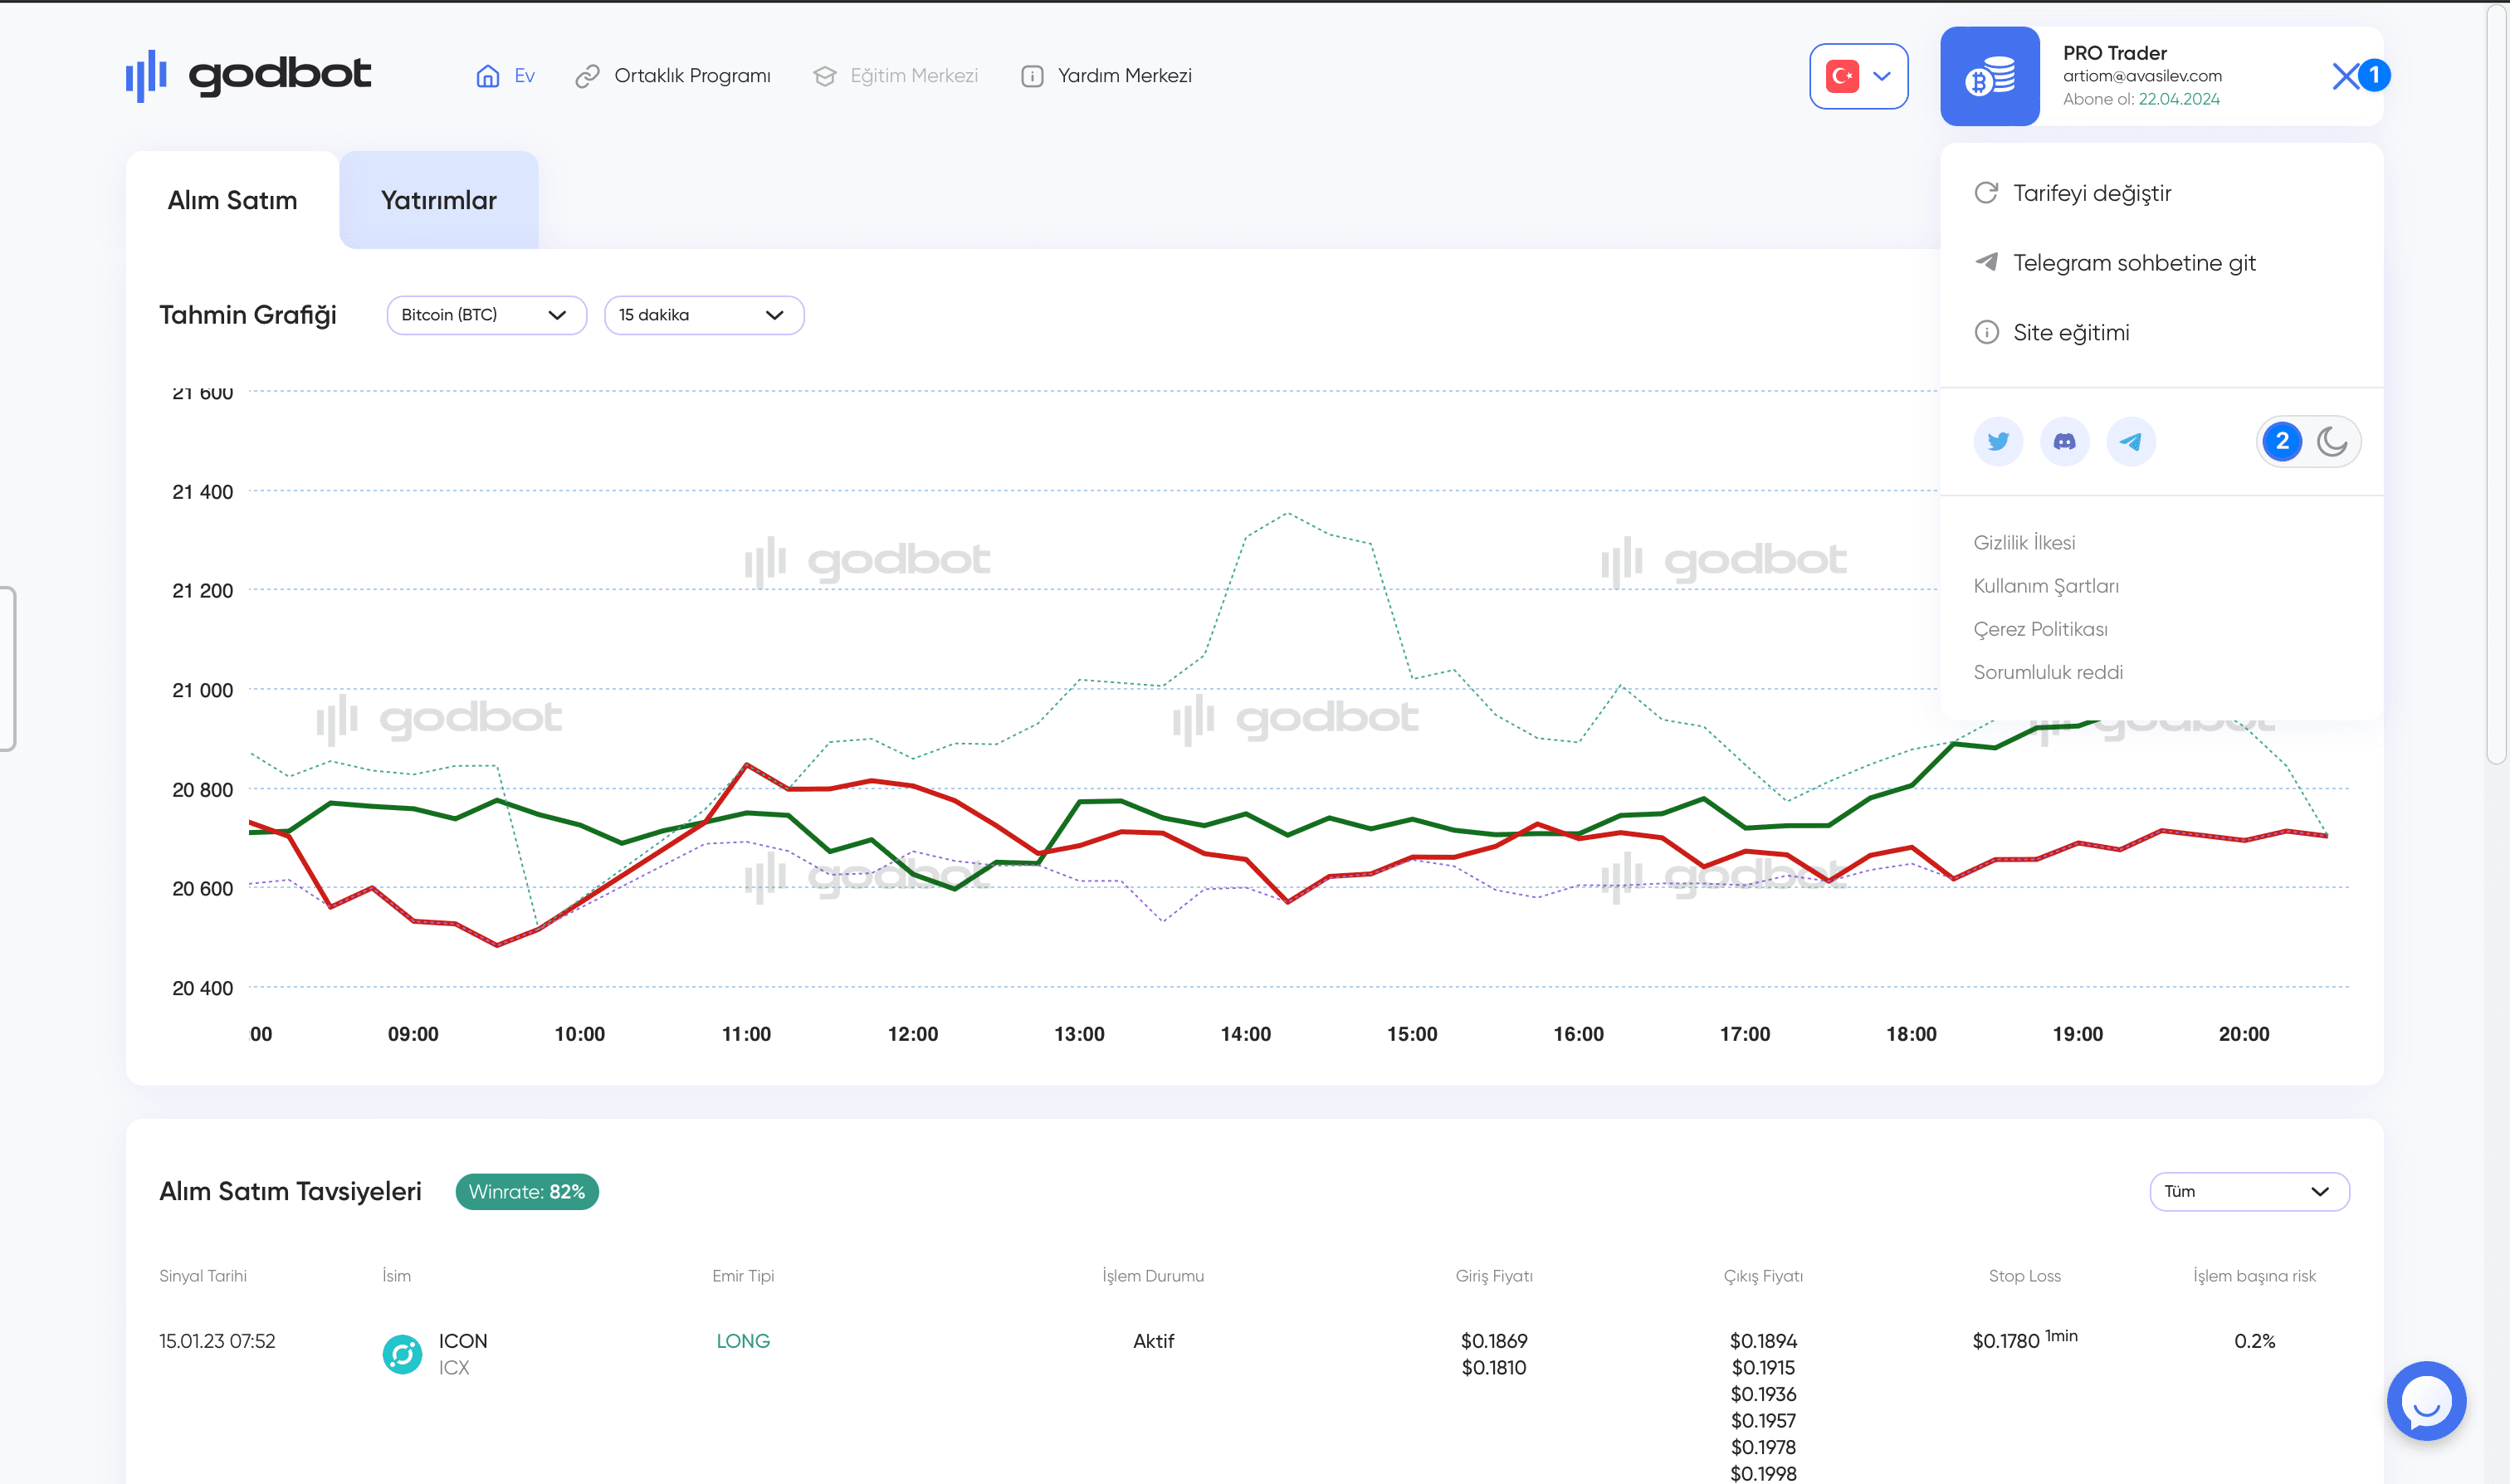 godbot
Ev
Ortaklık Programı
Eğitim Merkezi
Yardım Merkezi
PRO Trader
artiom@avasilev.com
Abone ol: 22.04.2024
1
Alım Satım
Yatırımlar
Tarifeyi değiştir
Telegram sohbetine git
Site eğitimi
2
Gizlilik İlkesi
Kullanım Şartları
Çerez Politikası
Sorumluluk reddi
Tahmin Grafiği
Bitcoin (BTC)
15 dakika
21 600
21 400
21 200
21 000
20 800
20 600
20 400
godbot
godbot
godbot
godbot
godbot
godbot
godbot
:00
09:00
10:00
11:00
12:00
13:00
14:00
15:00
16:00
17:00
18:00
19:00
20:00
Alım Satım Tavsiyeleri
Winrate: 82%
Tüm
Sinyal Tarihi
İsim
Emir Tipi
İşlem Durumu
Giriş Fiyatı
Çıkış Fiyatı
Stop Loss
İşlem başına risk
15.01.23 07:52
ICON
ICX
LONG
Aktif
$0.1869
$0.1810
$0.1894
$0.1915
$0.1936
$0.1957
$0.1978
$0.1998
$0.1780 1min
0.2%